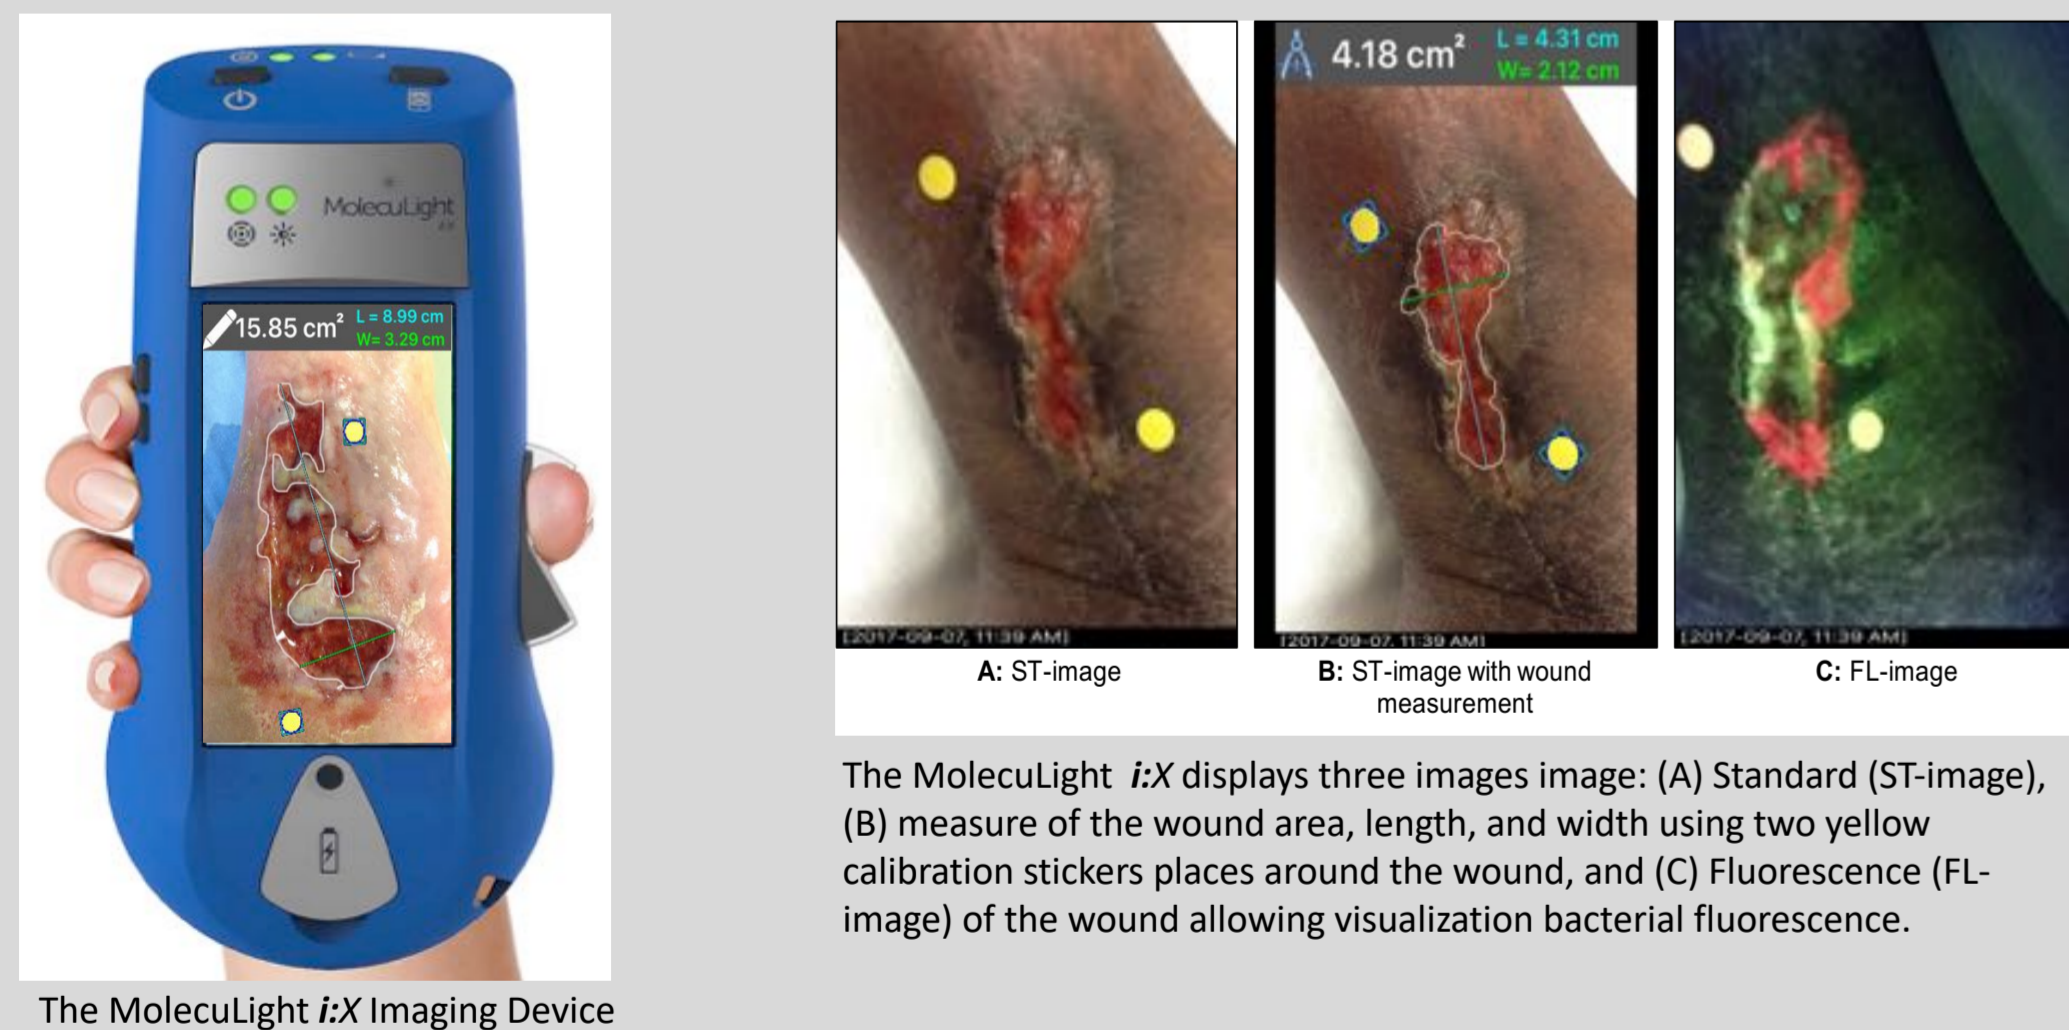 MolecuLight
i:X
15.85 cm²
L = 8.99 cm
W= 3.29 cm
The MolecuLight i:X Imaging Device
4.18 cm²
L = 4.31 cm
W= 2.12 cm
[2017-09-07, 11:39 AM]
[2017-09-07, 11:39 AM]
[2017-09-07, 11:39 AM]
A: ST-image
B: ST-image with wound
measurement
C: FL-image
The MolecuLight i:X displays three images image: (A) Standard (ST-image),
(B) measure of the wound area, length, and width using two yellow
calibration stickers places around the wound, and (C) Fluorescence (FL-
image) of the wound allowing visualization bacterial fluorescence.